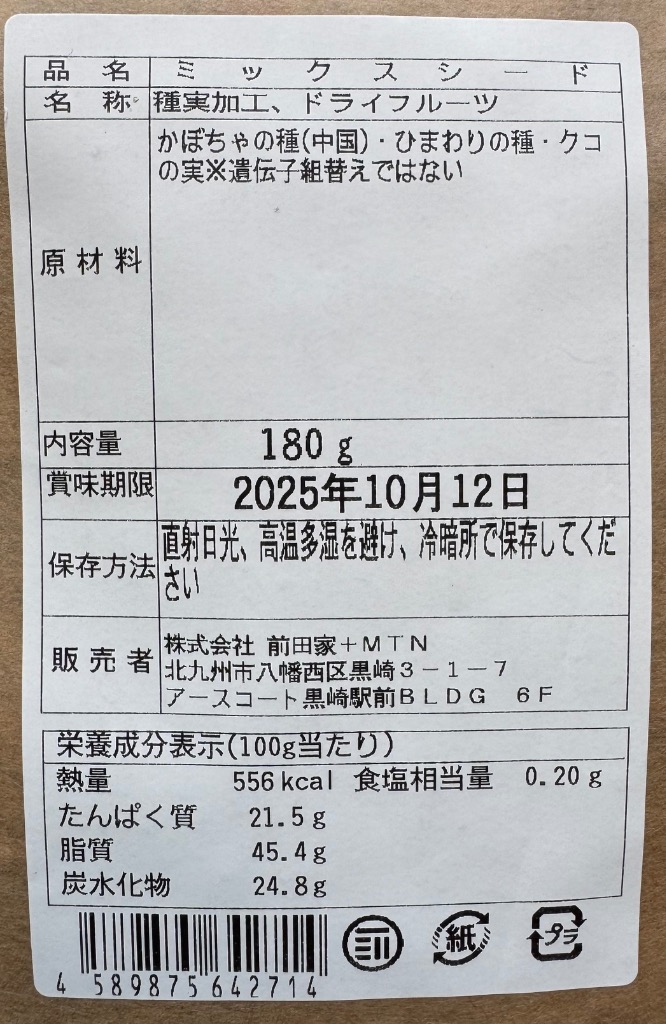 品名 ミックスシード
名称 種実加工、ドライフルーツ
原材料 かぼちゃの種(中国)・ひまわりの種・クコ
の実※遺伝子組替えではない
内容量 180g
賞味期限 2025年10月12日
保存方法 直射日光、高温多湿を避け、冷暗所で保存してくだ
さい
販売者 株式会社 前田家+MTN
北九州市八幡西区黒崎3-1-7
アースコート黒崎駅前BLDG 6F
栄養成分表示(100g当たり)
熱量 556kcal 食塩相当量 0.20g
たんぱく質 21.5g
脂質 45.4g
炭水化物 24.8g
4 589875 642714
紙
プラ